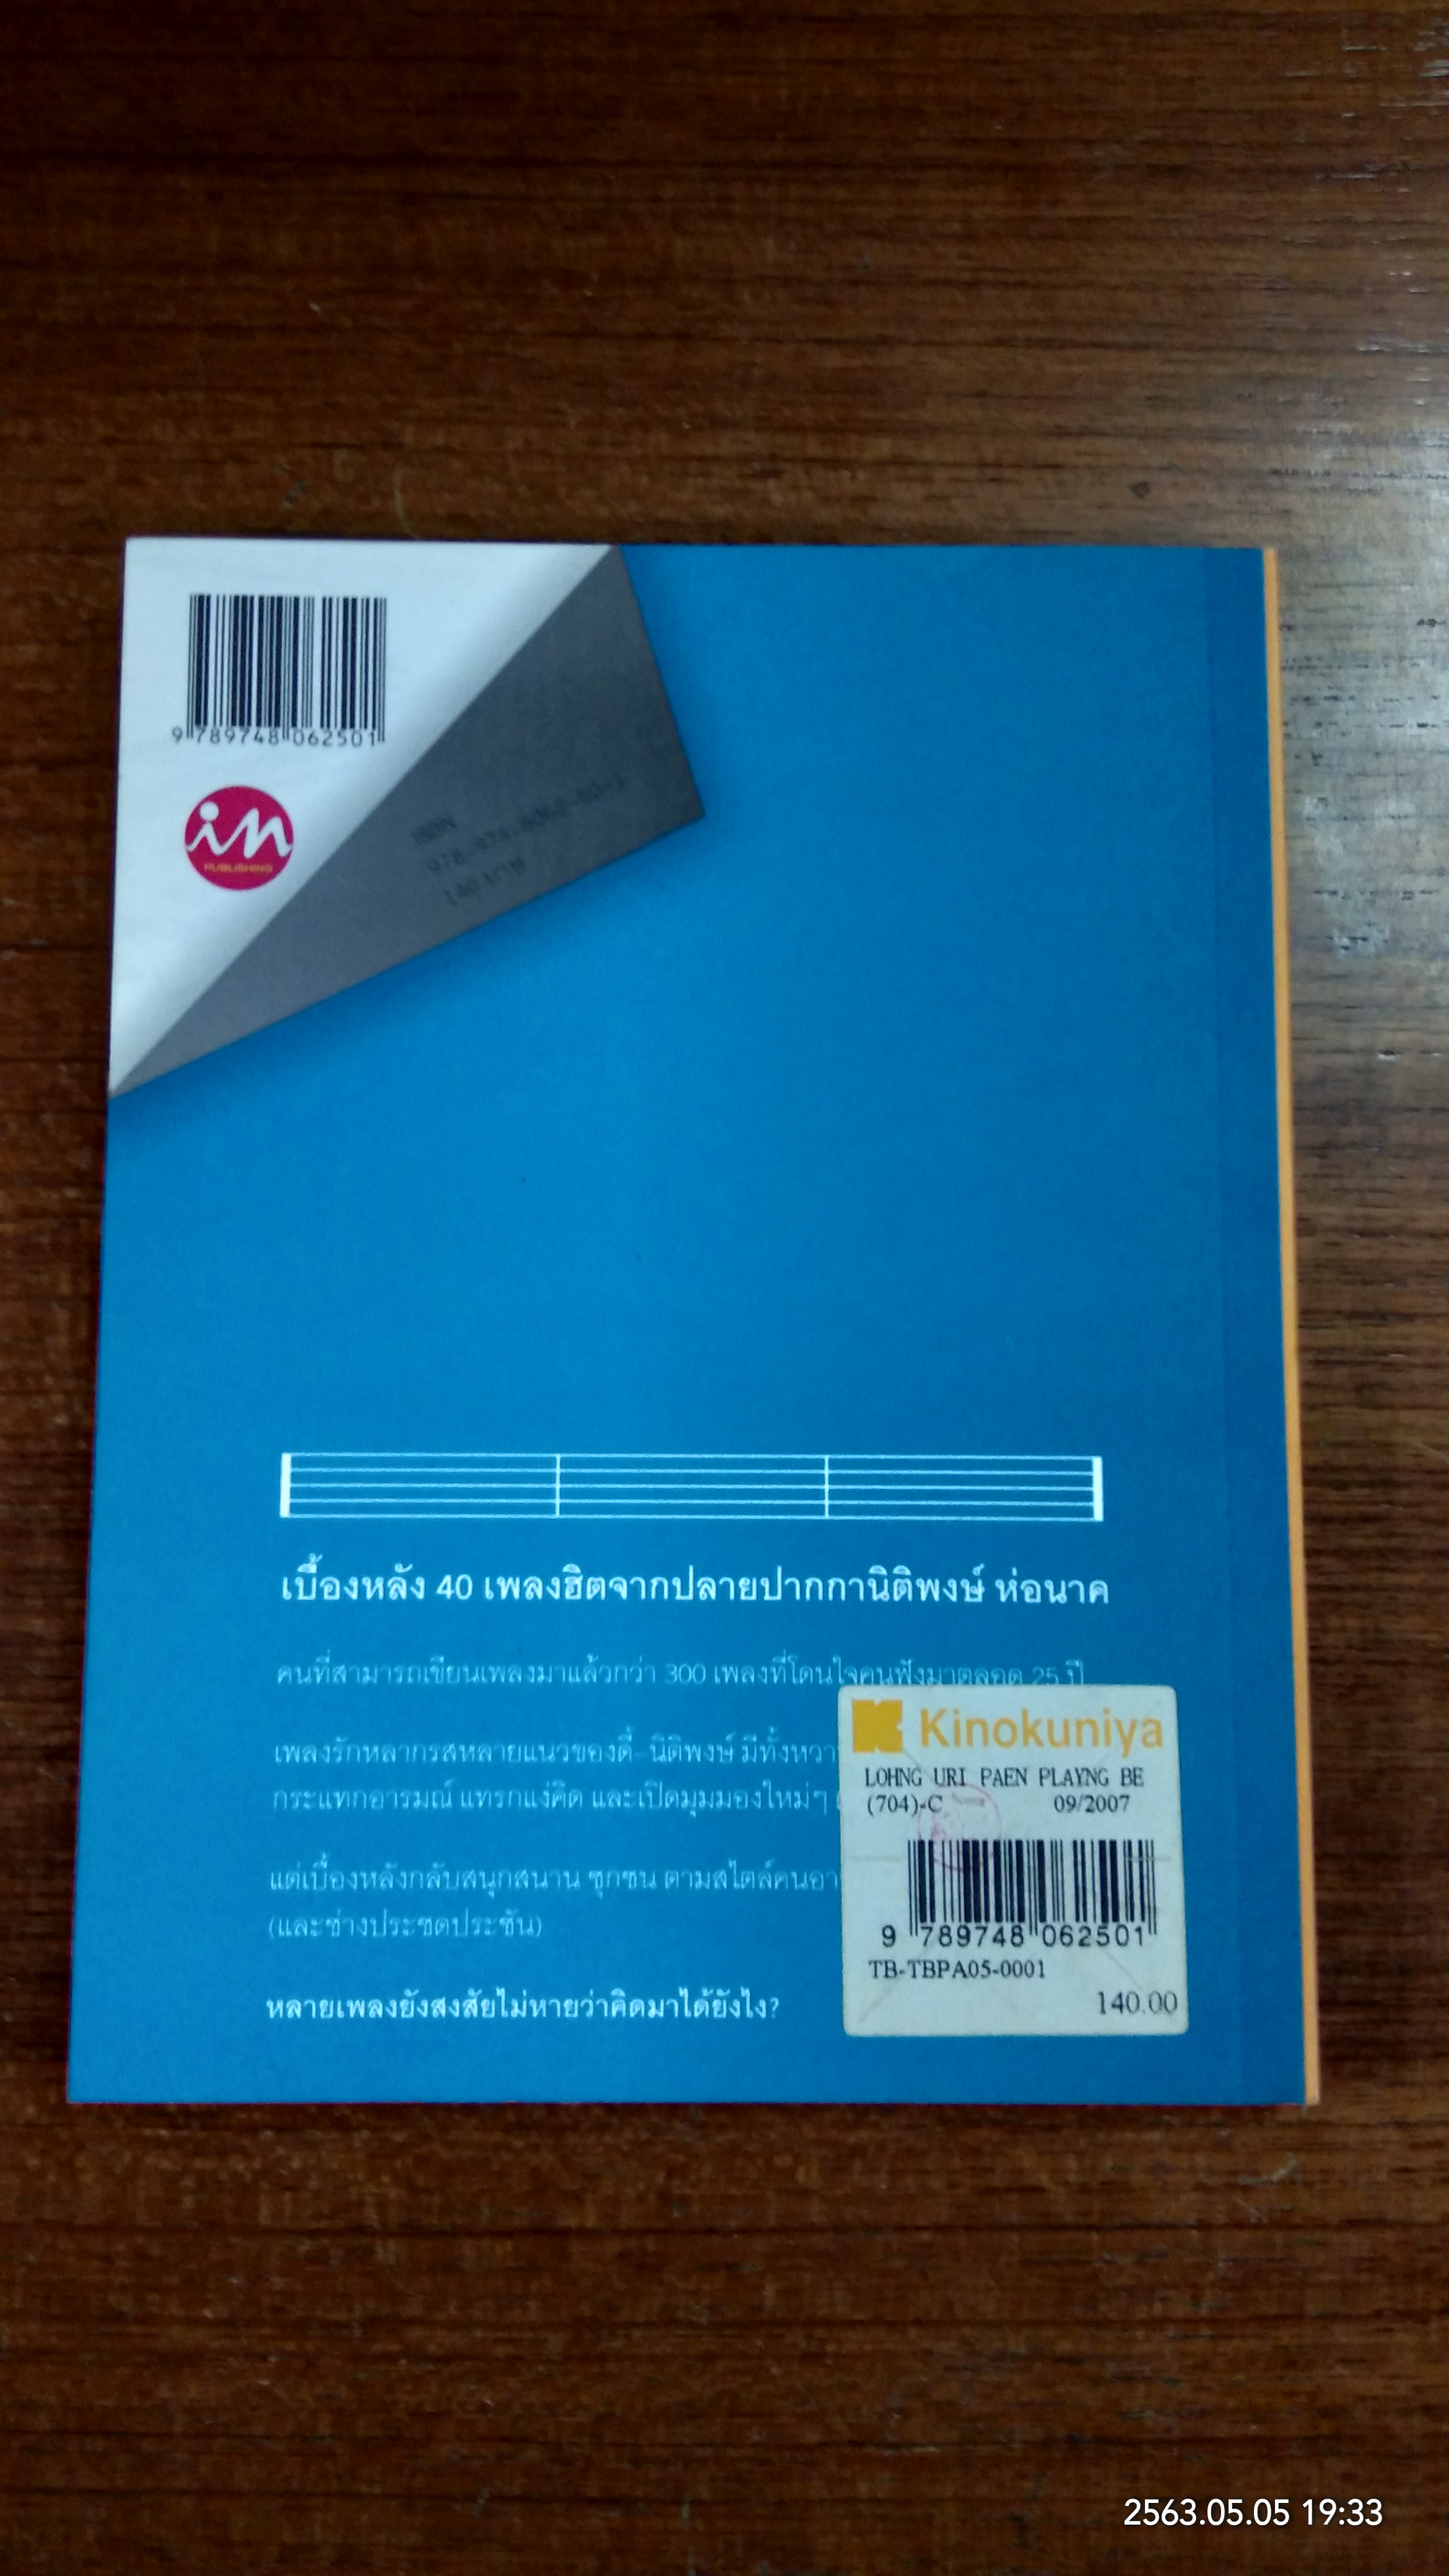 9 789748 062501
in
PUBLISHING
ISBN
140 บาท
เบื้องหลัง 40 เพลงฮิตจากปลายปากกานิติพงษ์ ห่อนาค
คนที่สามารถเขียนเพลงมาแล้วกว่า 300 เพลงที่โดนใจคนฟังมาตลอด 25 ปี
เพลงรักหลากรสหลายแนวของดี้-นิติพงษ์ มีทั้งหวา
กระแทกอารมณ์ แทรกแง่คิด และเปิดมุมมองใหม่ๆ
แต่เบื้องหลังกลับสนุกสนาน ซุกซน ตามสไตล์คนอา
(และช่างประชดประชัน)
หลายเพลงยังสงสัยไม่หายว่าคิดมาได้ยังไง?
Kinokuniya
LOHNG URI PAEN PLAYNG BE
(704)-C 09/2007
9 789748 062501
TB-TBPA05-0001
140.00
2563.05.05 19:33